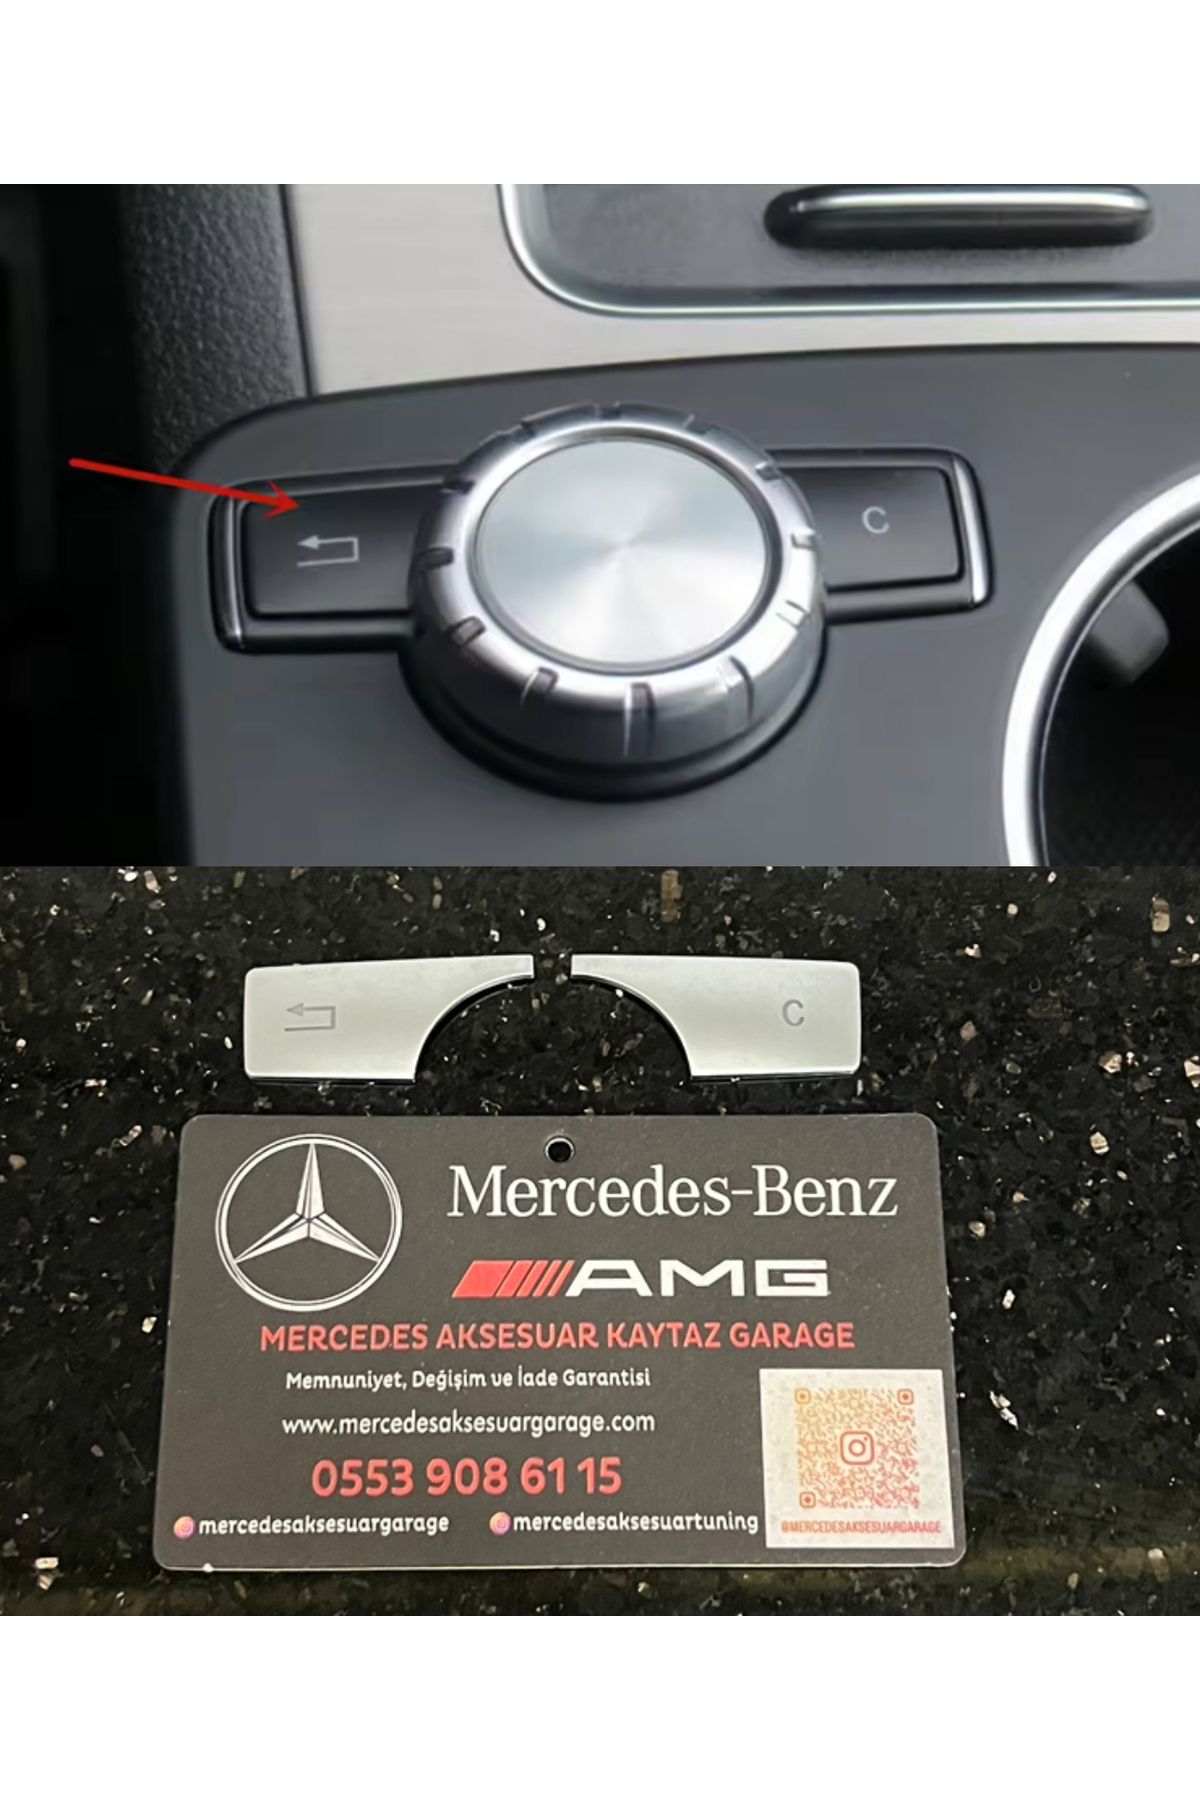 C
C
Mercedes-Benz
AMG
MERCEDES AKSESUAR KAYTAZ GARAGE
Memnuniyet, Değişim ve İade Garantisi
www.mercedesaksesuargarage.com
0553 908 61 15
mercedesaksesuargarage mercedesaksesuartuning
@MERCEDESAKSESUARGARAGE